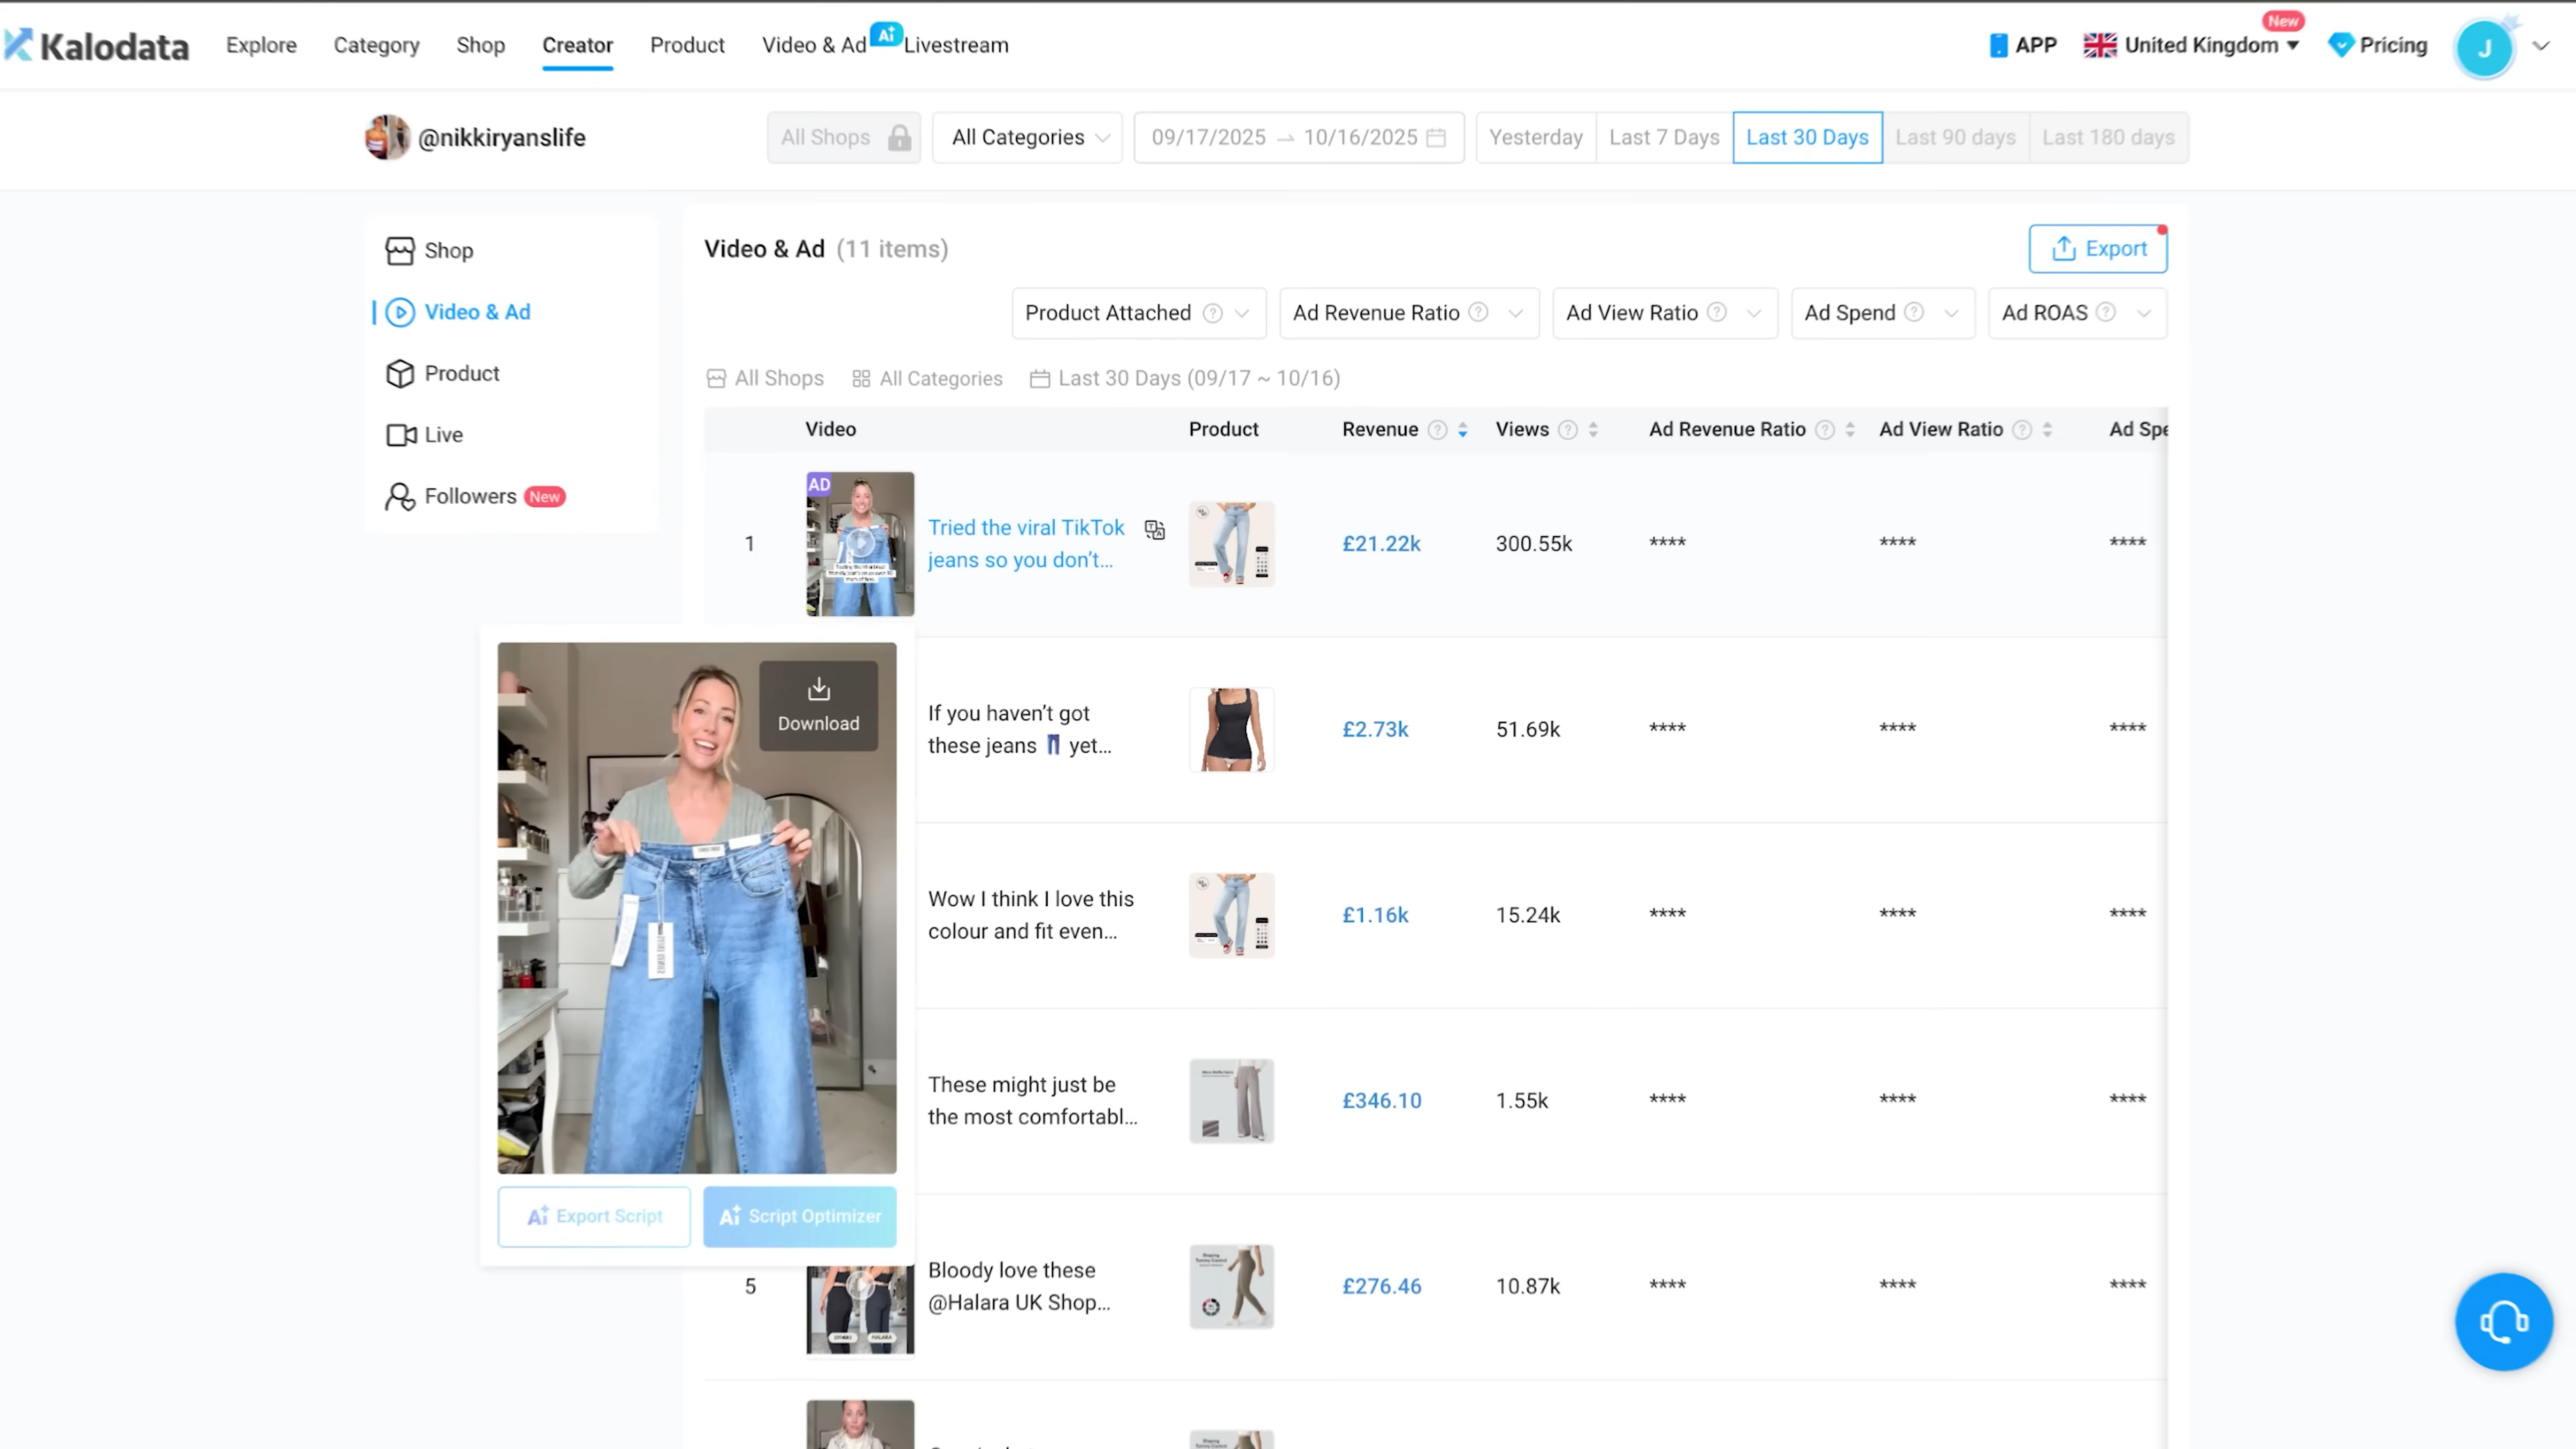 Kalodata
Explore
Category
Shop
Creator
Product
Video & Ad
Ai
Livestream
APP
United Kingdom
New
Pricing
J
@nikkiryanslife
All Shops
All Categories
09/17/2025 → 10/16/2025
Yesterday
Last 7 Days
Last 30 Days
Last 90 days
Last 180 days
Shop
Video & Ad
Product
Live
Followers New
Video & Ad (11 items)
Export
Product Attached
Ad Revenue Ratio
Ad View Ratio
Ad Spend
Ad ROAS
All Shops
All Categories
Last 30 Days (09/17 ~ 10/16)
Video
Product
Revenue
Views
Ad Revenue Ratio
Ad View Ratio
Ad Spe
1
AD
Tried the viral TikTok
jeans so you don't...
£21.22k
300.55k
****
****
****
If you haven't got
these jeans 👖 yet...
£2.73k
51.69k
****
****
****
Wow I think I love this
colour and fit even...
£1.16k
15.24k
****
****
****
These might just be
the most comfortabl...
£346.10
1.55k
****
****
****
Download
Ai Export Script
Ai Script Optimizer
5
Bloody love these
@Halara UK Shop...
£276.46
10.87k
****
****
****